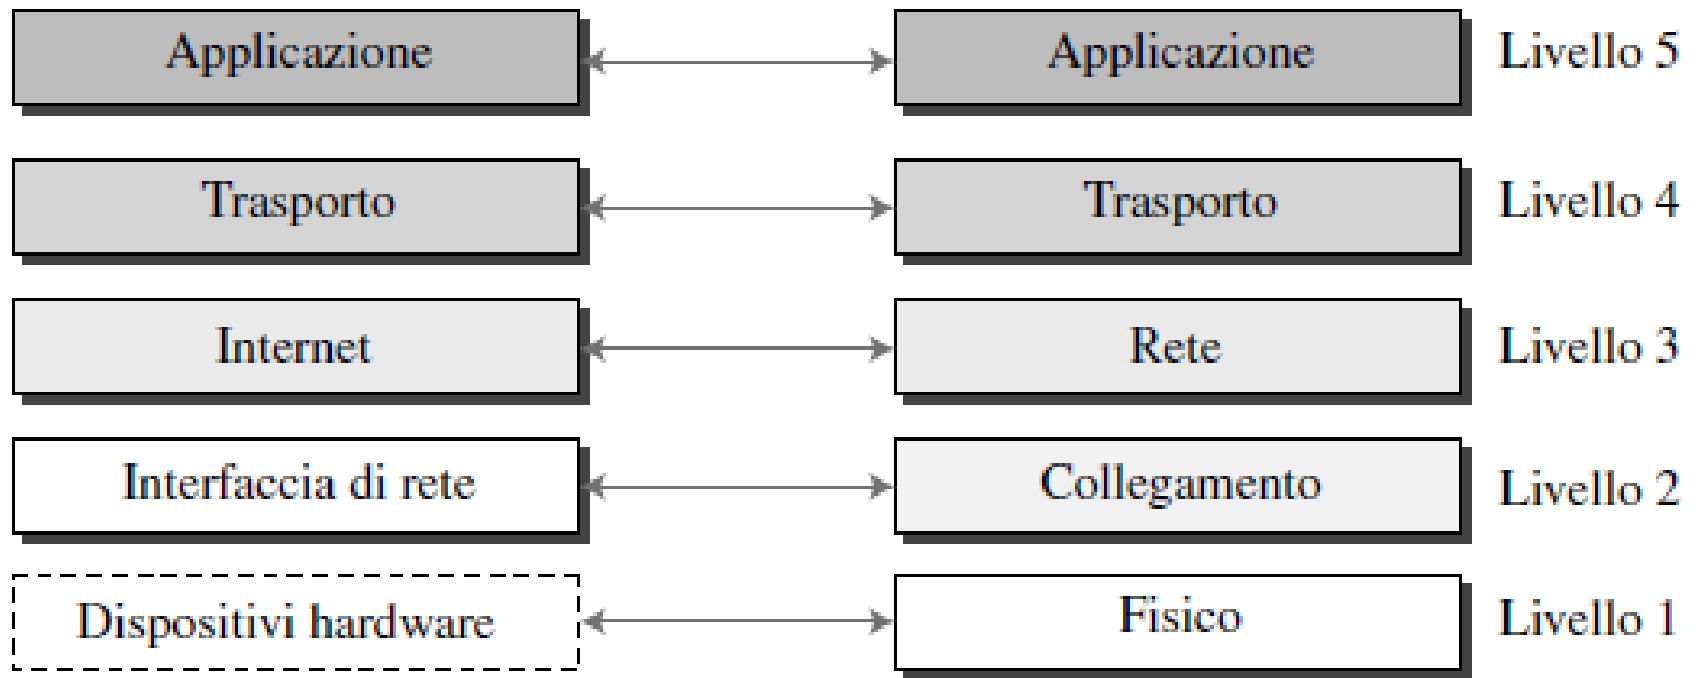 Applicazione Applicazione Livello 5
Trasporto Trasporto Livello 4
Internet Rete Livello 3
Interfaccia di rete Collegamento Livello 2
Dispositivi hardware Fisico Livello 1